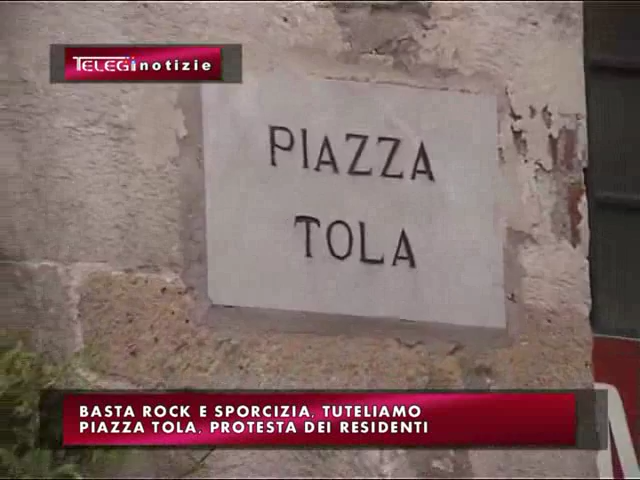 TELEGInotizie
PIAZZA
TOLA
BASTA ROCK E SPORCIZIA, TUTELIAMO
PIAZZA TOLA, PROTESTA DEI RESIDENTI